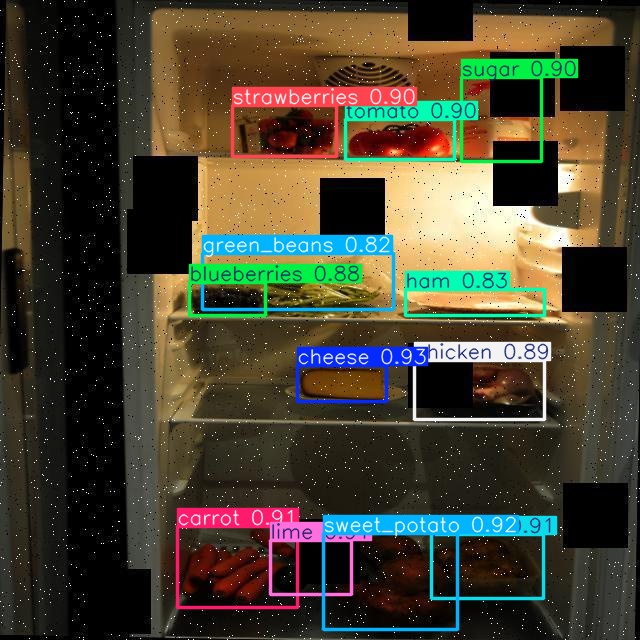 sugar 0.90
strawberries 0.90
tomato 0.90
green_beans 0.82
blueberries 0.88
ham 0.83
cheese 0.93
hicken 0.89
carrot 0.91
sweet_potato 0.92
.91
lime